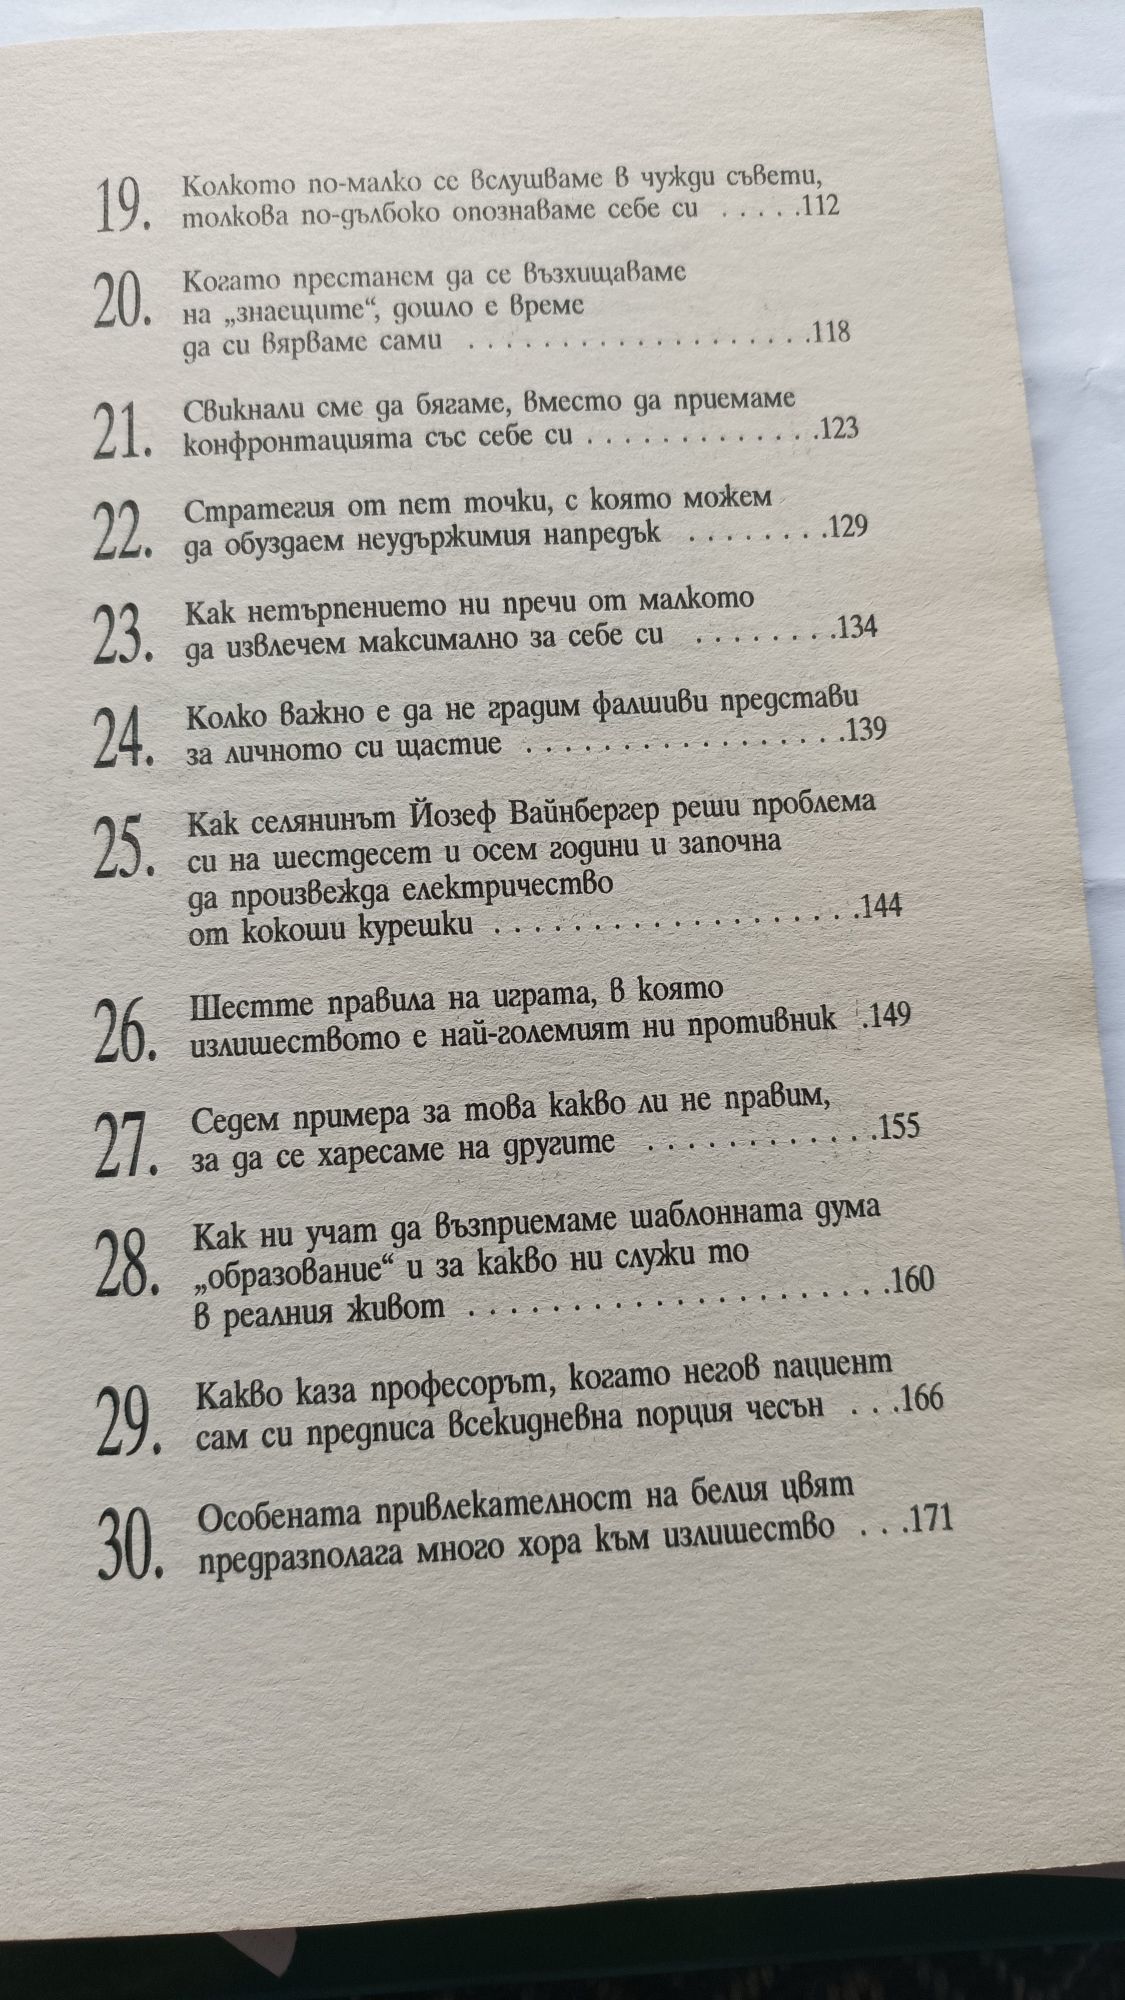 19. Колкото по-малко се вслушваме в чужди съвети,
толкова по-дълбоко опознаваме себе си . . . . .112
20. Когато престанем да се възхищаваме
на „знаещите“, дошло е време
да си вярваме сами . . . . . . . . . . . . . . . . . . .118
21. Свикнали сме да бягаме, вместо да приемаме
конфронтацията със себе си . . . . . . . . . . . . .123
22. Стратегия от пет точки, с която можем
да обуздаем неудържимия напредък . . . . . . . .129
23. Как нетърпението ни пречи от малкото
да извлечем максимално за себе си . . . . . . . .134
24. Колко важно е да не градим фалшиви представи
за личното си щастие . . . . . . . . . . . . . . . . .139
25. Как селянинът Йозеф Вайнбергер реши проблема
си на шестдесет и осем години и започна
да произвежда електричество
от кокоши курешки . . . . . . . . . . . . . . . . . . .144
26. Шестте правила на играта, в която
излишеството е най-големият ни противник .149
27. Седем примера за това какво ли не правим,
за да се харесаме на другите . . . . . . . . . . . .155
28. Как ни учат да възприемаме шаблонната дума
„образование“ и за какво ни служи то
в реалния живот . . . . . . . . . . . . . . . . . . . . .160
29. Какво каза професорът, когато негов пациент
сам си предписа всекидневна порция чесън . . .166
30. Особената привлекателност на белия цвят
предразполага много хора към излишество . . .171